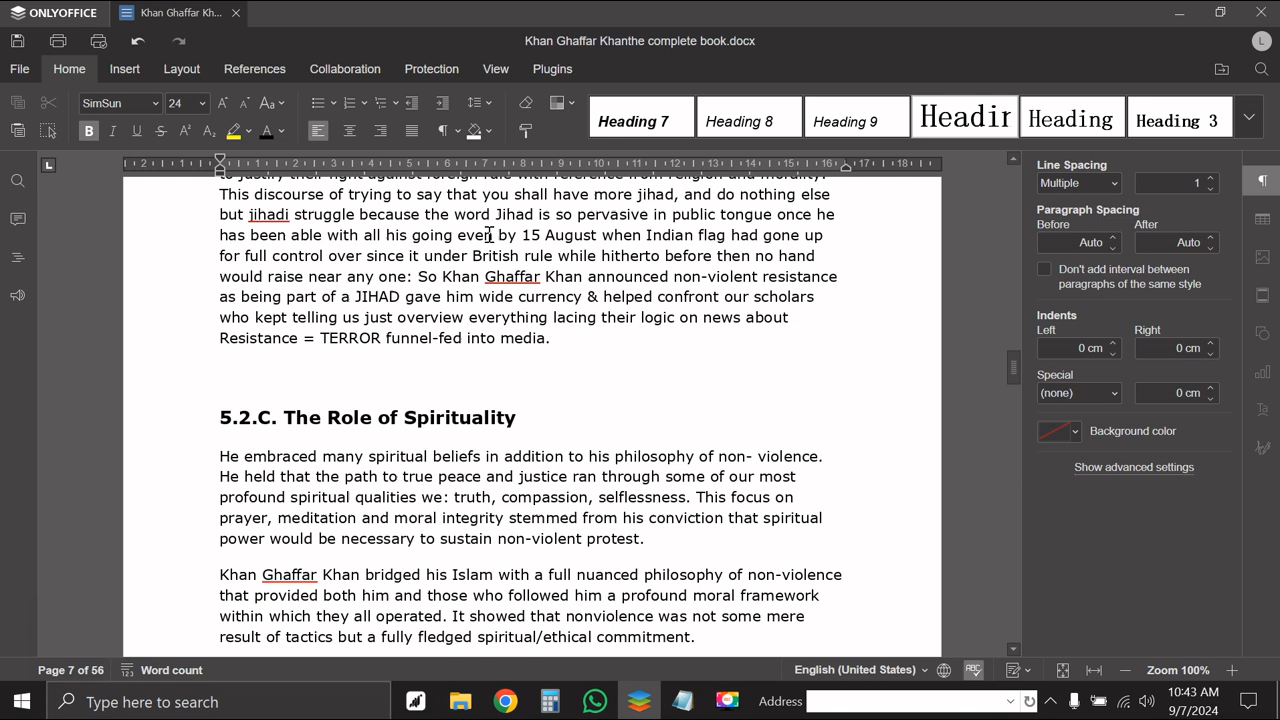 ONLYOFFICE
Khan Ghaffar Kh...
Khan Ghaffar Khanthe complete book.docx
L
File Home Insert Layout References Collaboration Protection View Plugins
SimSun 24
Heading 7 Heading 8 Heading 9 Headir Heading Heading 3
This discourse of trying to say that you shall have more jihad, and do nothing else
but jihadi struggle because the word Jihad is so pervasive in public tongue once he
has been able with all his going even by 15 August when Indian flag had gone up
for full control over since it under British rule while hitherto before then no hand
would raise near any one: So Khan Ghaffar Khan announced non-violent resistance
as being part of a JIHAD gave him wide currency & helped confront our scholars
who kept telling us just overview everything lacing their logic on news about
Resistance = TERROR funnel-fed into media.
5.2.C. The Role of Spirituality
He embraced many spiritual beliefs in addition to his philosophy of non- violence.
He held that the path to true peace and justice ran through some of our most
profound spiritual qualities we: truth, compassion, selflessness. This focus on
prayer, meditation and moral integrity stemmed from his conviction that spiritual
power would be necessary to sustain non-violent protest.
Khan Ghaffar Khan bridged his Islam with a full nuanced philosophy of non-violence
that provided both him and those who followed him a profound moral framework
within which they all operated. It showed that nonviolence was not some mere
result of tactics but a fully fledged spiritual/ethical commitment.
Line Spacing
Multiple 1
Paragraph Spacing
Before After
Auto Auto
Don't add interval between
paragraphs of the same style
Indents
Left Right
0 cm 0 cm
Special
(none) 0 cm
Background color
Show advanced settings
Page 7 of 56 Word count English (United States) Zoom 100%
Type here to search Address 10:43 AM
9/7/2024